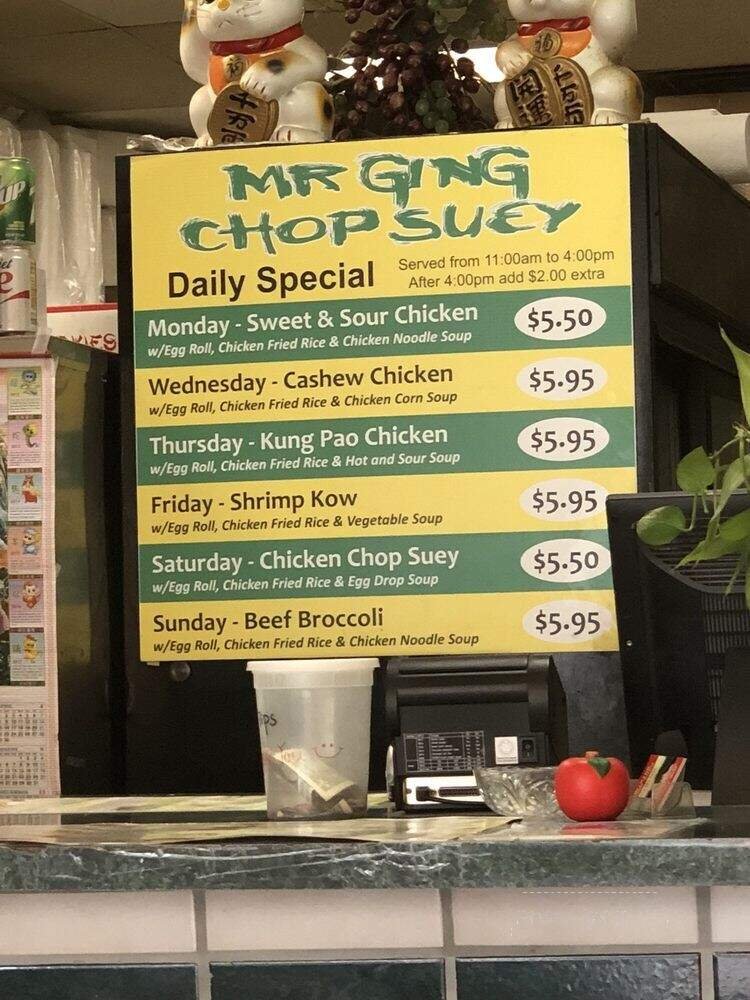 MR GING
CHOP SUEY
Daily Special
Served from 11:00am to 4:00pm
After 4:00pm add $2.00 extra
Monday - Sweet & Sour Chicken
w/Egg Roll, Chicken Fried Rice & Chicken Noodle Soup
$5.50
Wednesday - Cashew Chicken
w/Egg Roll, Chicken Fried Rice & Chicken Corn Soup
$5.95
Thursday - Kung Pao Chicken
w/Egg Roll, Chicken Fried Rice & Hot and Sour Soup
$5.95
Friday - Shrimp Kow
w/Egg Roll, Chicken Fried Rice & Vegetable Soup
$5.95
Saturday - Chicken Chop Suey
w/Egg Roll, Chicken Fried Rice & Egg Drop Soup
$5.50
Sunday - Beef Broccoli
w/Egg Roll, Chicken Fried Rice & Chicken Noodle Soup
$5.95
UP